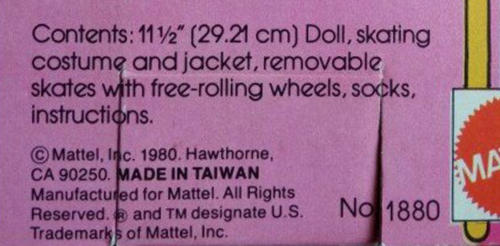 Contents: 11½" (29.21 cm) Doll, skating
costume and jacket, removable
skates with free-rolling wheels, socks,
instructions.
© Mattel, Inc. 1980. Hawthorne,
CA 90250. MADE IN TAIWAN
Manufactured for Mattel. All Rights
Reserved. ® and TM designate U.S.
Trademarks of Mattel, Inc.
No 1880